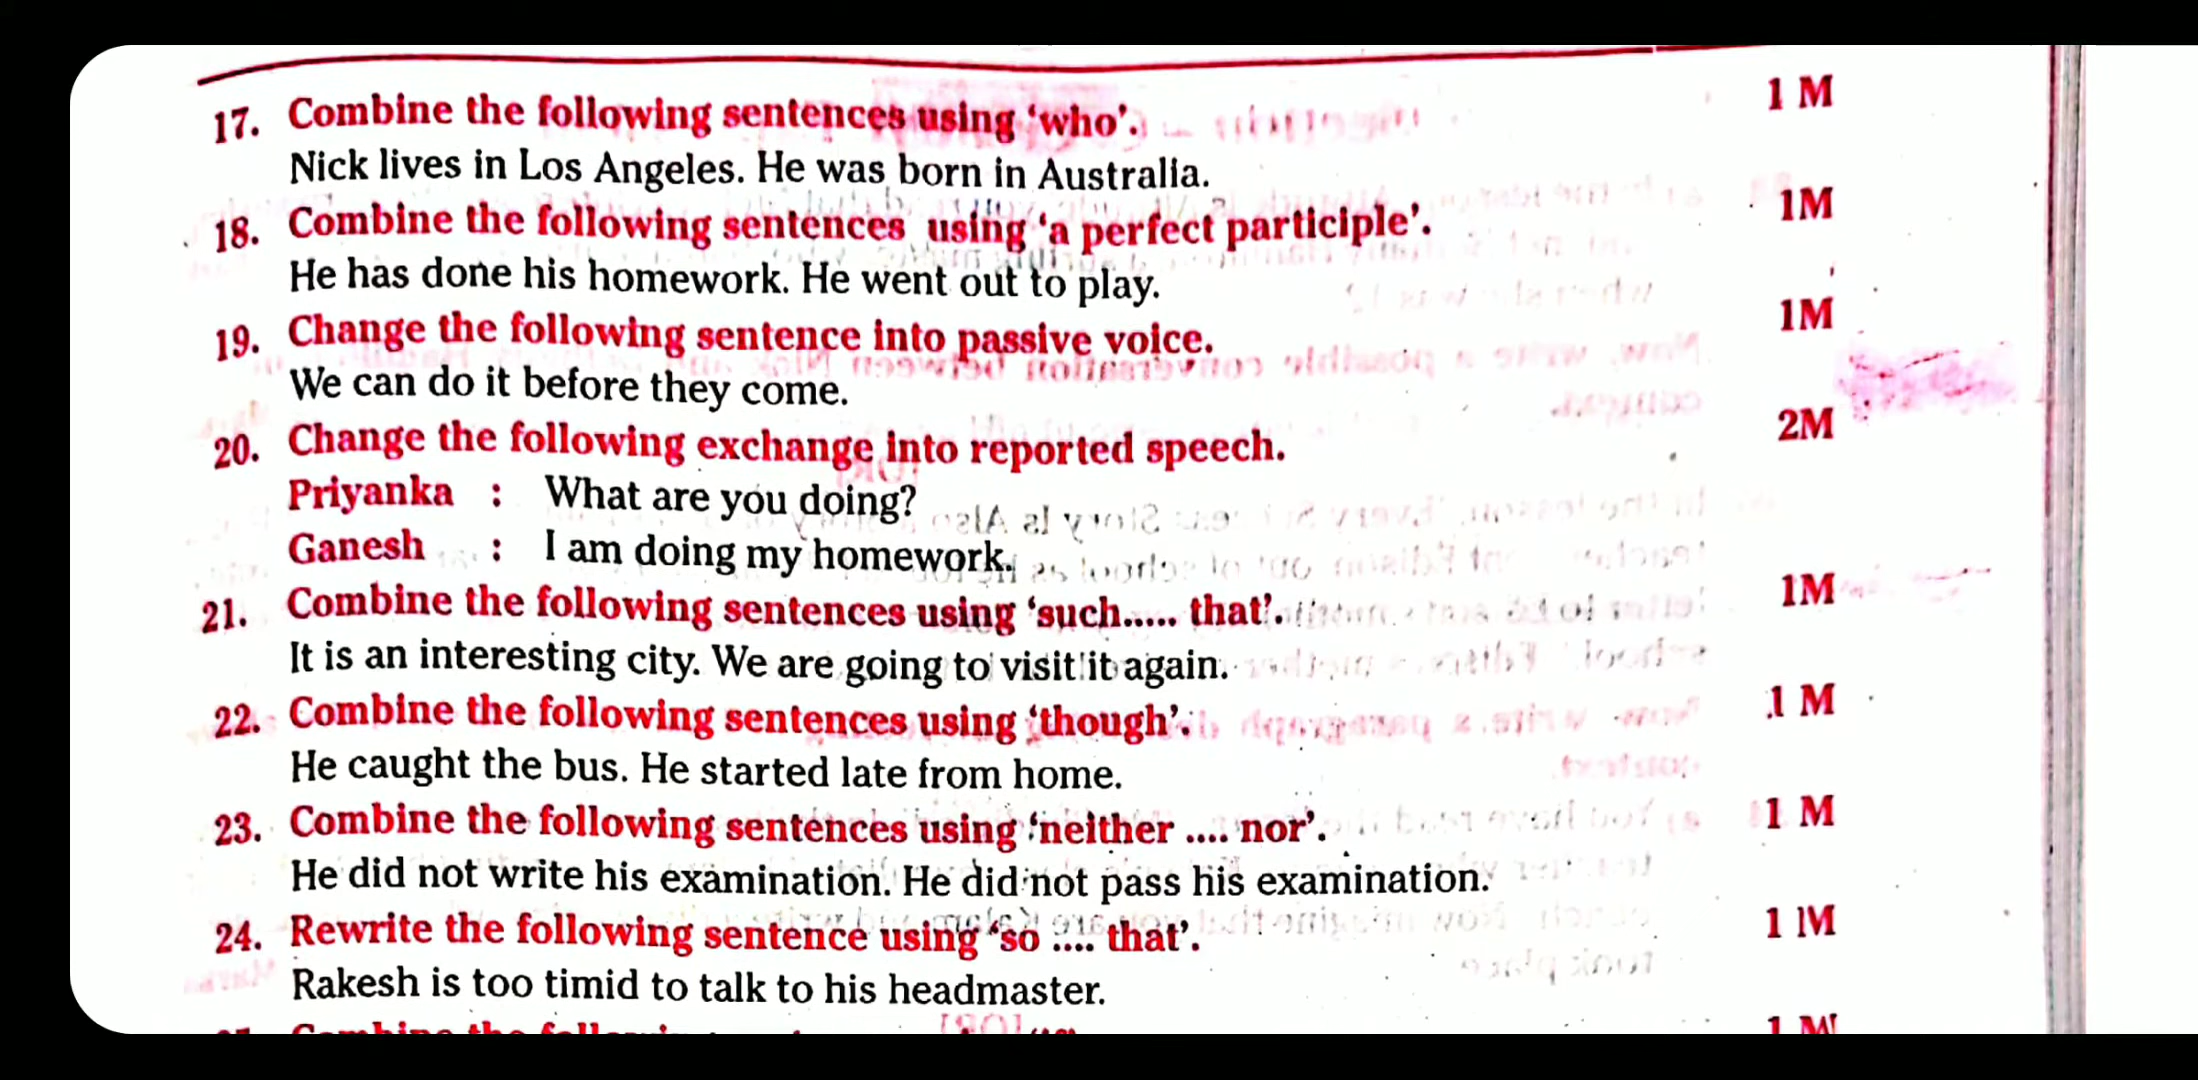 17. Combine the following sentences using ‘who’. 1 M
Nick lives in Los Angeles. He was born in Australia.
18. Combine the following sentences using ‘a perfect participle’. 1M
He has done his homework. He went out to play.
19. Change the following sentence into passive voice. 1M
We can do it before they come.
20. Change the following exchange into reported speech. 2M
Priyanka : What are you doing?
Ganesh : I am doing my homework.
21. Combine the following sentences using ‘such..... that’. 1M
It is an interesting city. We are going to visit it again.
22. Combine the following sentences using ‘though’. 1 M
He caught the bus. He started late from home.
23. Combine the following sentences using ‘neither .... nor’. 1 M
He did not write his examination. He did not pass his examination.
24. Rewrite the following sentence using ‘so .... that’. 1 M
Rakesh is too timid to talk to his headmaster.